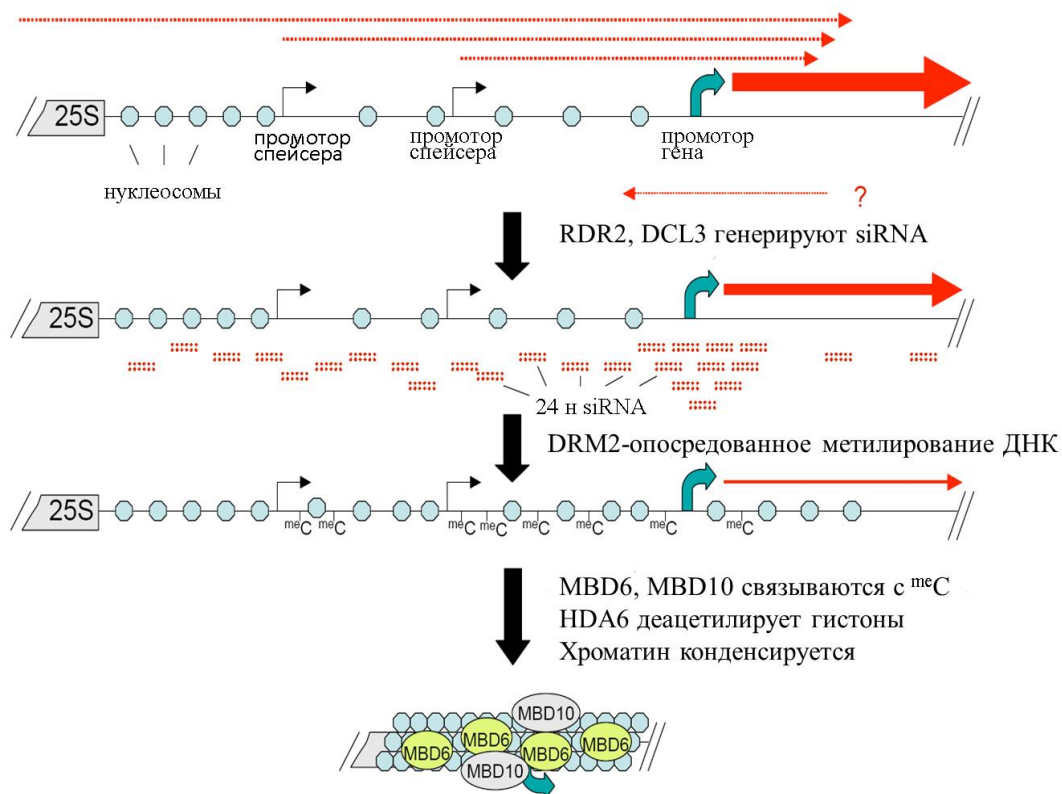 25S
промотор
спейсера
промотор
спейсера
промотор
гена
нуклеосомы
?
RDR2, DCL3 генерируют siRNA
25S
24 н siRNA
DRM2-опосредованное метилирование ДНК
25S
meC
meC
meC
meC
meC
meC
meC
meC
MBD6, MBD10 связываются с meC
HDA6 деацетилирует гистоны
Хроматин конденсируется
MBD10
MBD6
MBD6
MBD6
MBD6
MBD10